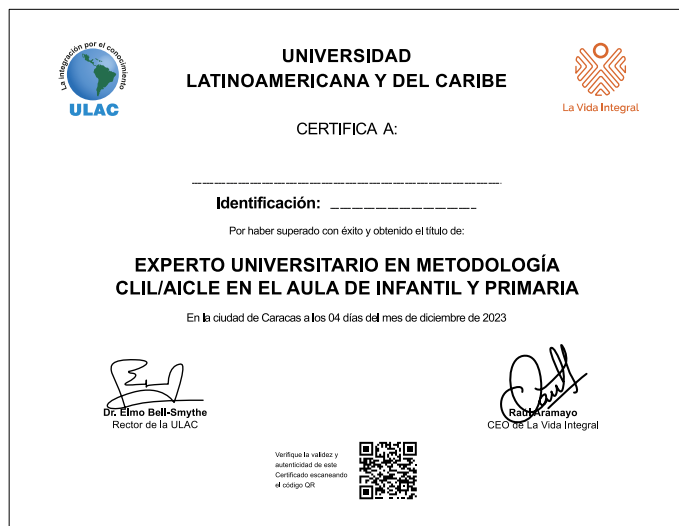 La integración por el conocimiento
ULAC
UNIVERSIDAD
LATINOAMERICANA Y DEL CARIBE
La Vida Integral
CERTIFICA A:
Identificación:
Por haber superado con éxito y obtenido el título de:
EXPERTO UNIVERSITARIO EN METODOLOGÍA
CLIL/AICLE EN EL AULA DE INFANTIL Y PRIMARIA
En la ciudad de Caracas a los 04 días del mes de diciembre de 2023
Dr. Elmo Bell-Smythe
Rector de la ULAC
Raúl Aramayo
CEO de La Vida Integral
Verifique la validez y
autenticidad de este
Certificado escaneando
el código QR